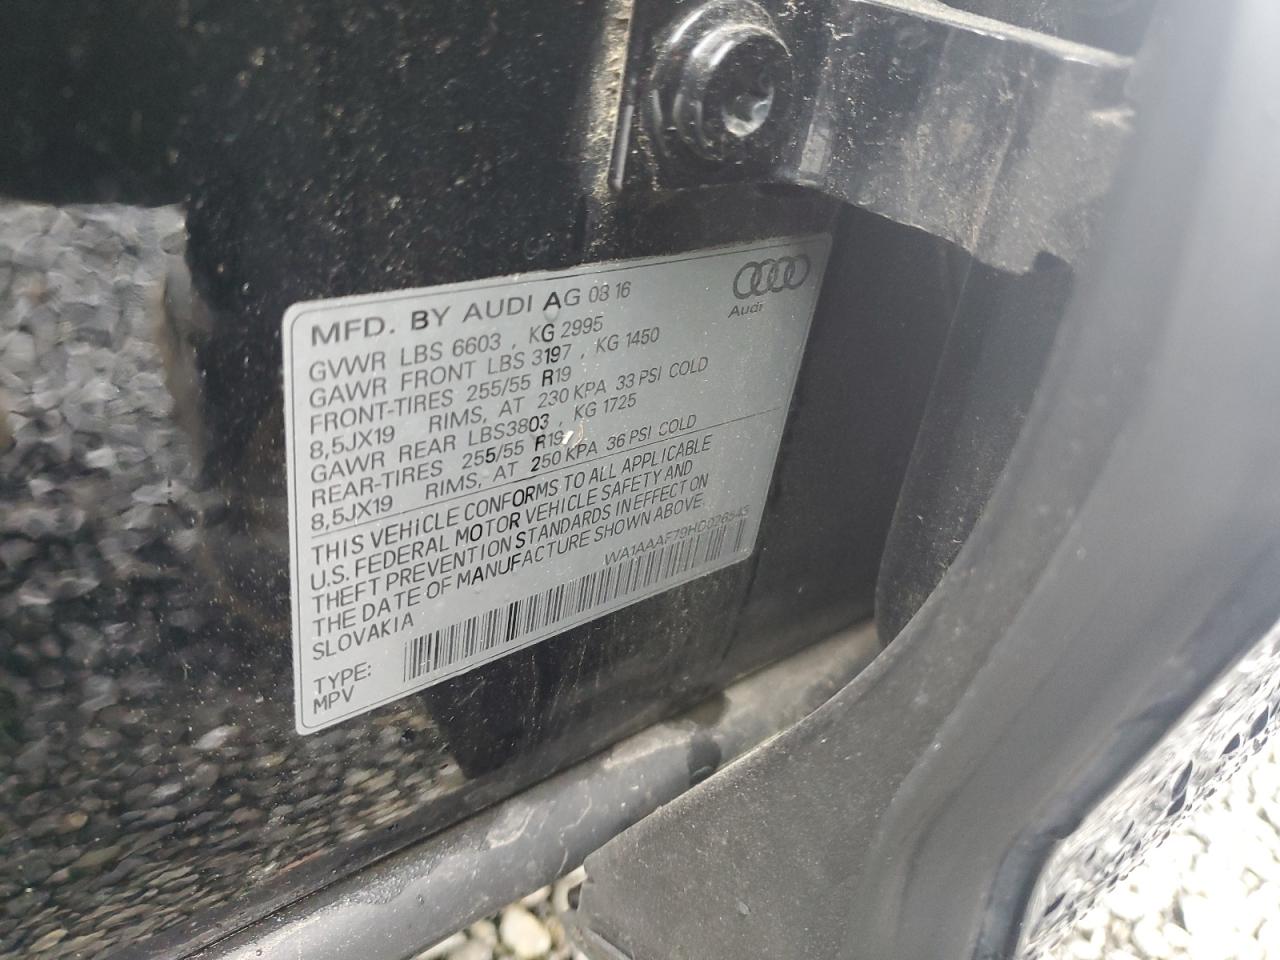 MFD. BY AUDI AG 08 16
Audi
GVWR LBS 6603 , KG 2995
GAWR FRONT LBS 3197 , KG 1450
FRONT-TIRES 255/55 R19
8,5JX19 RIMS, AT 230 KPA 33 PSI COLD
GAWR REAR LBS3803 , KG 1725
REAR-TIRES 255/55 R19
8,5JX19 RIMS, AT 250 KPA 36 PSI COLD
THIS VEHICLE CONFORMS TO ALL APPLICABLE
U.S. FEDERAL MOTOR VEHICLE SAFETY AND
THEFT PREVENTION STANDARDS IN EFFECT ON
THE DATE OF MANUFACTURE SHOWN ABOVE.
SLOVAKIA
WA1AAAF79HD026543
TYPE:
MPV